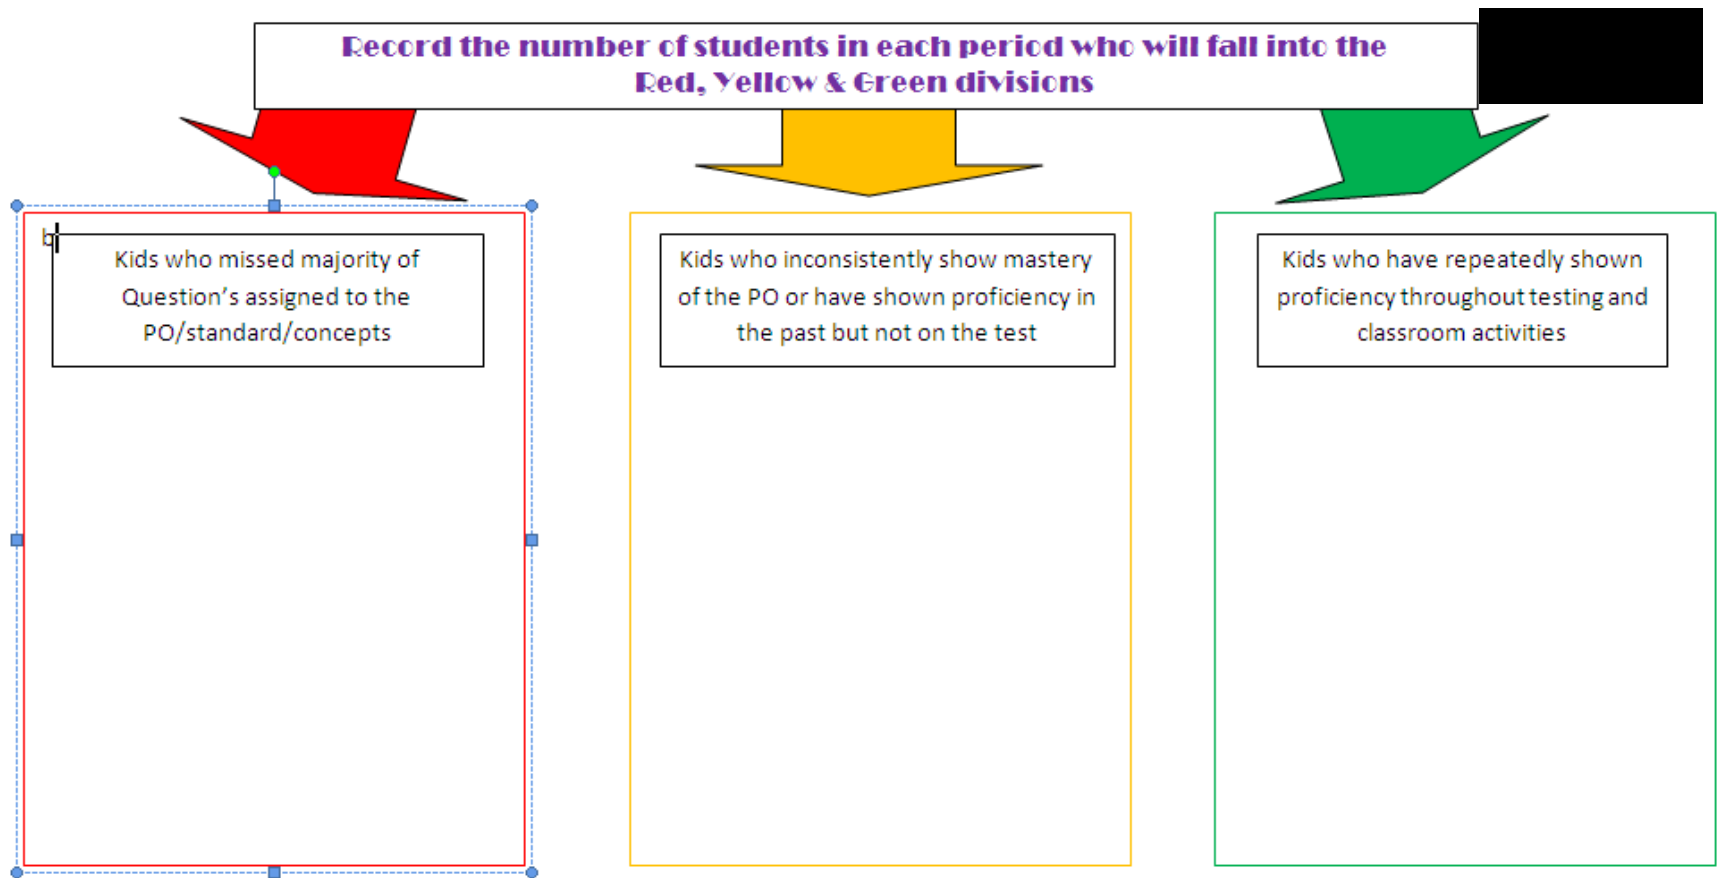 Record the number of students in each period who will fall into the
Red, Yellow & Green divisions
b
Kids who missed majority of
Question’s assigned to the
PO/standard/concepts
Kids who inconsistently show mastery
of the PO or have shown proficiency in
the past but not on the test
Kids who have repeatedly shown
proficiency throughout testing and
classroom activities